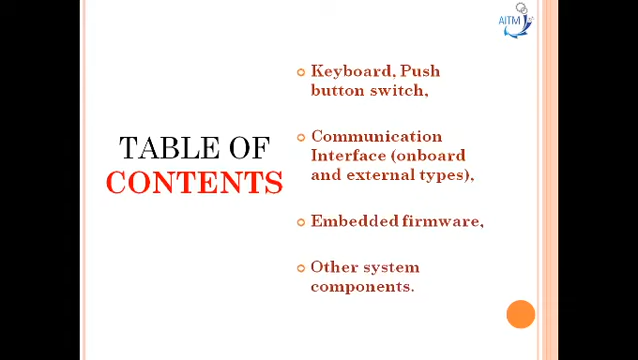 AITM
Keyboard, Push
button switch,
Communication
Interface (onboard
and external types),
TABLE OF
CONTENTS
Embedded firmware,
Other system
components.